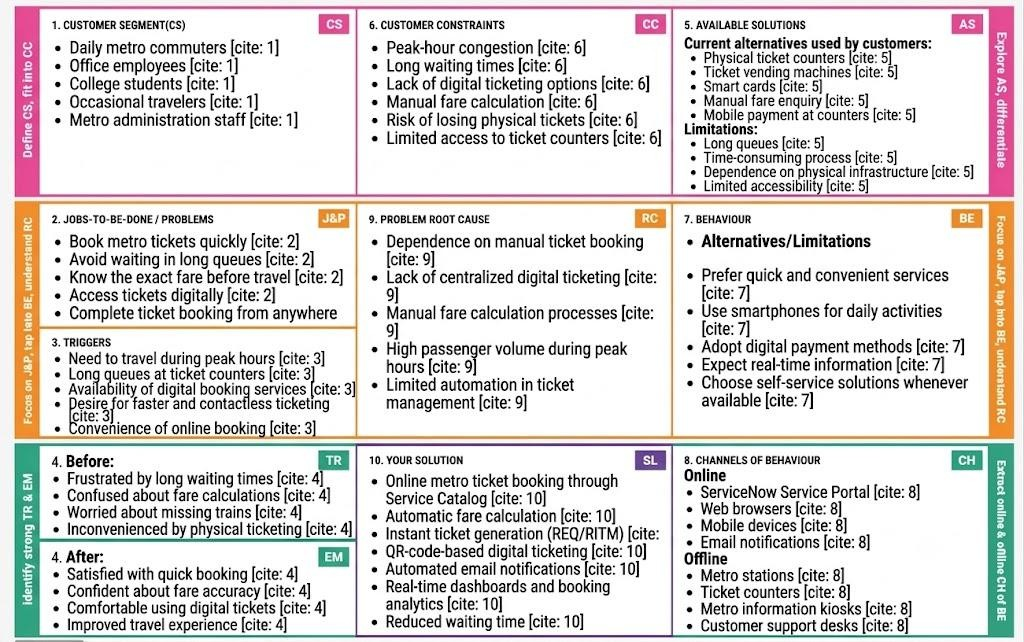 Define CS, fit into CC
1. CUSTOMER SEGMENT(CS)
CS
• Daily metro commuters [cite: 1]
• Office employees [cite: 1]
• College students [cite: 1]
• Occasional travelers [cite: 1]
• Metro administration staff [cite: 1]
6. CUSTOMER CONSTRAINTS
CC
• Peak-hour congestion [cite: 6]
• Long waiting times [cite: 6]
• Lack of digital ticketing options [cite: 6]
• Manual fare calculation [cite: 6]
• Risk of losing physical tickets [cite: 6]
• Limited access to ticket counters [cite: 6]
5. AVAILABLE SOLUTIONS
AS
Current alternatives used by customers:
• Physical ticket counters [cite: 5]
• Ticket vending machines [cite: 5]
• Smart cards [cite: 5]
• Manual fare enquiry [cite: 5]
• Mobile payment at counters [cite: 5]
Limitations:
• Long queues [cite: 5]
• Time-consuming process [cite: 5]
• Dependence on physical infrastructure [cite: 5]
• Limited accessibility [cite: 5]
Explore AS, differentiate
Focus on J&P, tap into BE, understand RC
2. JOBS-TO-BE-DONE / PROBLEMS
J&P
• Book metro tickets quickly [cite: 2]
• Avoid waiting in long queues [cite: 2]
• Know the exact fare before travel [cite: 2]
• Access tickets digitally [cite: 2]
• Complete ticket booking from anywhere
3. TRIGGERS
• Need to travel during peak hours [cite: 3]
• Long queues at ticket counters [cite: 3]
• Availability of digital booking services [cite: 3]
• Desire for faster and contactless ticketing
[cite: 3]
• Convenience of online booking [cite: 3]
9. PROBLEM ROOT CAUSE
RC
• Dependence on manual ticket booking
[cite: 9]
• Lack of centralized digital ticketing [cite:
9]
• Manual fare calculation processes [cite:
9]
• High passenger volume during peak
hours [cite: 9]
• Limited automation in ticket
management [cite: 9]
7. BEHAVIOUR
BE
• Alternatives/Limitations
• Prefer quick and convenient services
[cite: 7]
• Use smartphones for daily activities
[cite: 7]
• Adopt digital payment methods [cite: 7]
• Expect real-time information [cite: 7]
• Choose self-service solutions whenever
available [cite: 7]
Focus on J&P, tap into BE, understand RC
identify strong TR & EM
4. Before:
TR
• Frustrated by long waiting times [cite: 4]
• Confused about fare calculations [cite: 4]
• Worried about missing trains [cite: 4]
• Inconvenienced by physical ticketing [cite: 4]
4. After:
EM
• Satisfied with quick booking [cite: 4]
• Confident about fare accuracy [cite: 4]
• Comfortable using digital tickets [cite: 4]
• Improved travel experience [cite: 4]
10. YOUR SOLUTION
SL
• Online metro ticket booking through
Service Catalog [cite: 10]
• Automatic fare calculation [cite: 10]
• Instant ticket generation (REQ/RITM) [cite:
• QR-code-based digital ticketing [cite: 10]
• Automated email notifications [cite: 10]
• Real-time dashboards and booking
analytics [cite: 10]
• Reduced waiting time [cite: 10]
8. CHANNELS OF BEHAVIOUR
CH
Online
• ServiceNow Service Portal [cite: 8]
• Web browsers [cite: 8]
• Mobile devices [cite: 8]
• Email notifications [cite: 8]
Offline
• Metro stations [cite: 8]
• Ticket counters [cite: 8]
• Metro information kiosks [cite: 8]
• Customer support desks [cite: 8]
Extract online & offline CH of BE